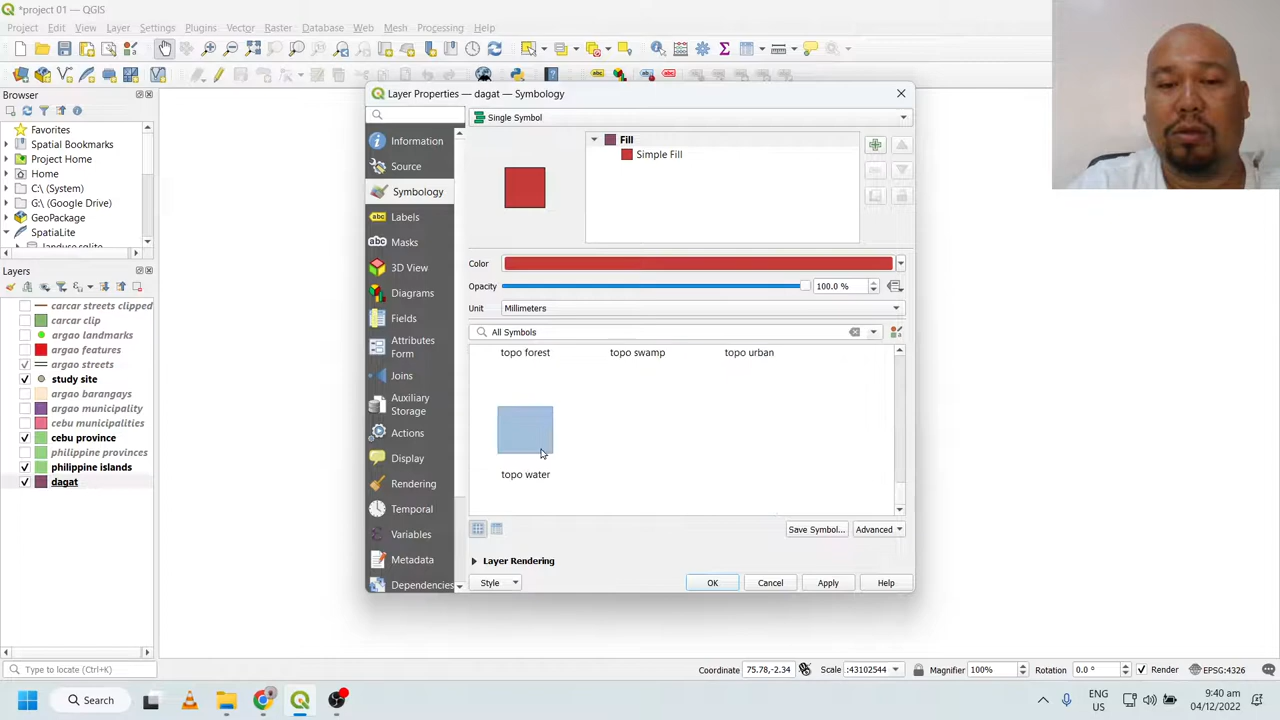 *project 01 — QGIS
Project Edit View Layer Settings Plugins Vector Raster Database Web Mesh Processing Help
Browser
Favorites
Spatial Bookmarks
Project Home
Home
C:\ (System)
G:\ (Google Drive)
GeoPackage
SpatiaLite
landuse.sqlite
Layers
carcar streets clipped
carcar clip
argao landmarks
argao features
argao streets
study site
argao barangays
argao municipality
cebu municipalities
cebu province
philippine provinces
philippine islands
dagat
Layer Properties — dagat — Symbology
Information
Source
Symbology
Labels
Masks
3D View
Diagrams
Fields
Attributes
Form
Joins
Auxiliary
Storage
Actions
Display
Rendering
Temporal
Variables
Metadata
Dependencies
Single Symbol
Fill
Simple Fill
Color
Opacity 100.0 %
Unit Millimeters
All Symbols
topo forest topo swamp topo urban
topo water
Save Symbol... Advanced
Layer Rendering
Style OK Cancel Apply Help
Type to locate (Ctrl+K) Coordinate 75.78,-2.34 Scale :43102544 Magnifier 100% Rotation 0.0 ° Render EPSG:4326
Search
ENG
US
9:40 am
04/12/2022